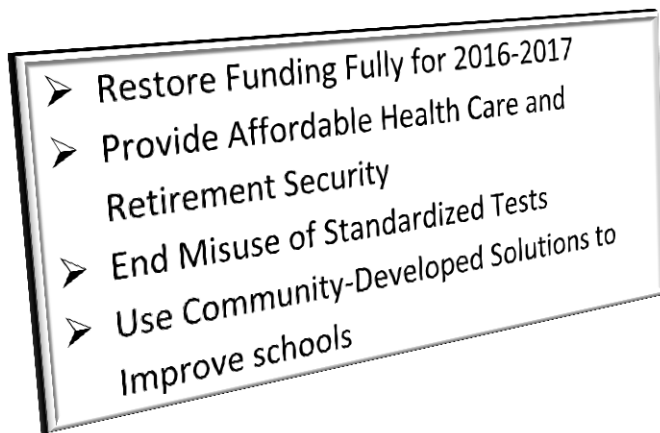 ➢ Restore Funding Fully for 2016-2017
➢ Provide Affordable Health Care and
Retirement Security
➢ End Misuse of Standardized Tests
➢ Use Community-Developed Solutions to
Improve schools